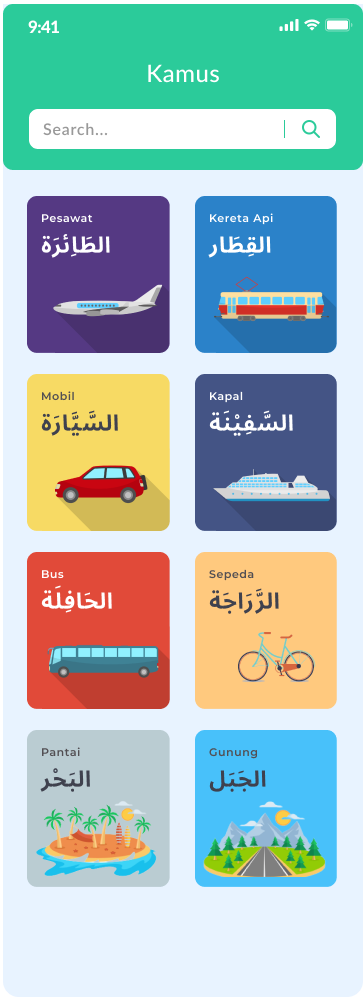 9:41
Kamus
Search...
Pesawat
الطَائِرَة
Kereta Api
القِطَار
Mobil
السَّيَّارَة
Kapal
السَّفِيْنَة
Bus
الحَافِلَة
Sepeda
الدَّرَاجَة
Pantai
البَحْر
Gunung
الجَبَل